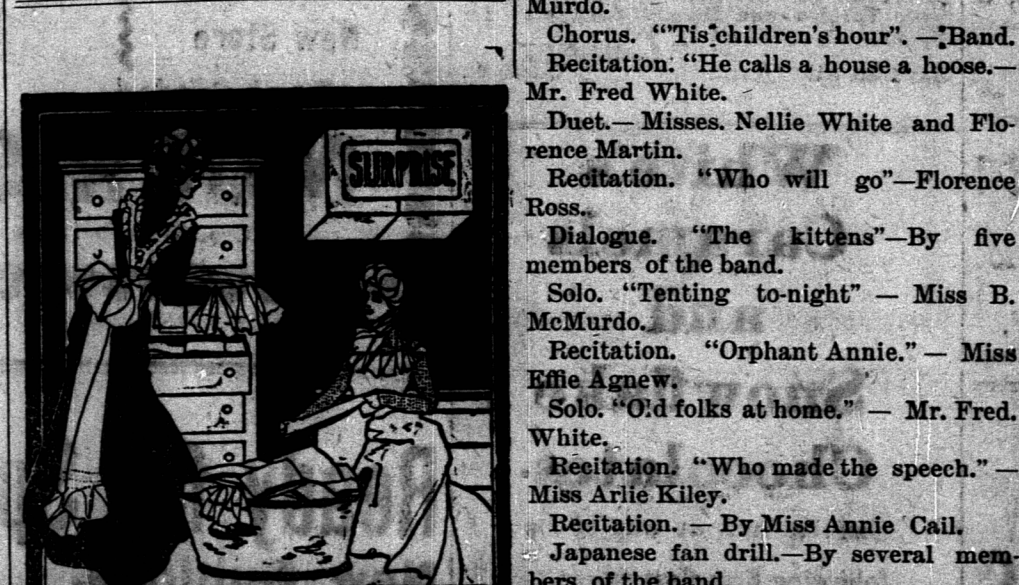 SURPRISE
Murdo.
Chorus. "'Tis children's hour". — Band.
Recitation. "He calls a house a hoose.—
Mr. Fred White.
Duet.— Misses. Nellie White and Flo-
rence Martin.
Recitation. "Who will go"—Florence
Ross.
Dialogue. "The kittens"—By five
members of the band.
Solo. "Tenting to-night" — Miss B.
McMurdo.
Recitation. "Orphant Annie." — Miss
Effie Agnew.
Solo. "Old folks at home." — Mr. Fred.
White.
Recitation. "Who made the speech." —
Miss Arlie Kiley.
Recitation. — By Miss Annie Cail.
Japanese fan drill.—By several mem-
bers of the band